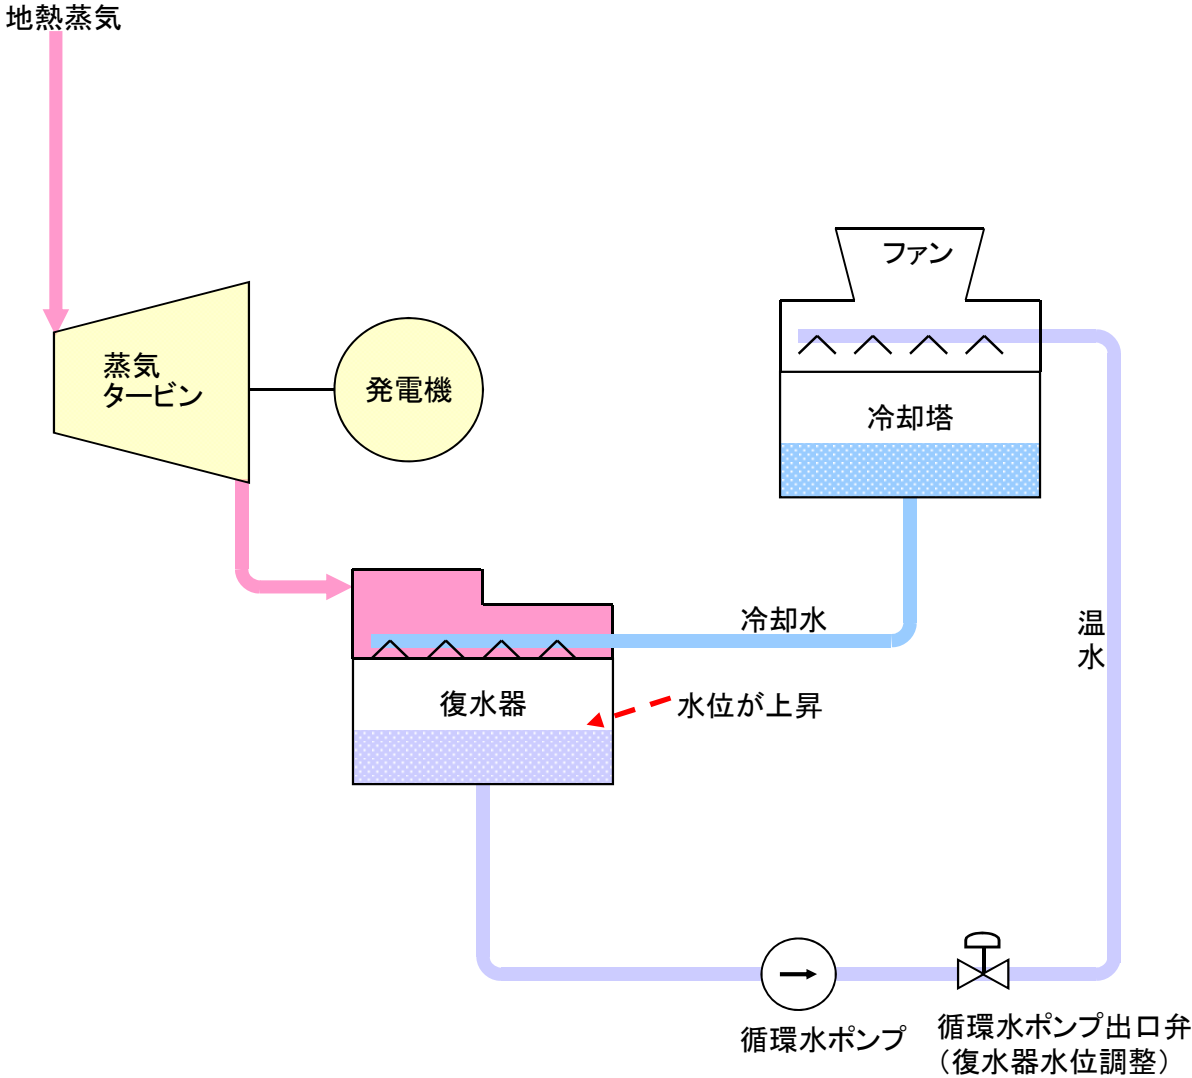 地熱蒸気
ファン
蒸気
タービン
発電機
冷却塔
冷却水
温
水
復水器
水位が上昇
循環水ポンプ
循環水ポンプ出口弁
（復水器水位調整）